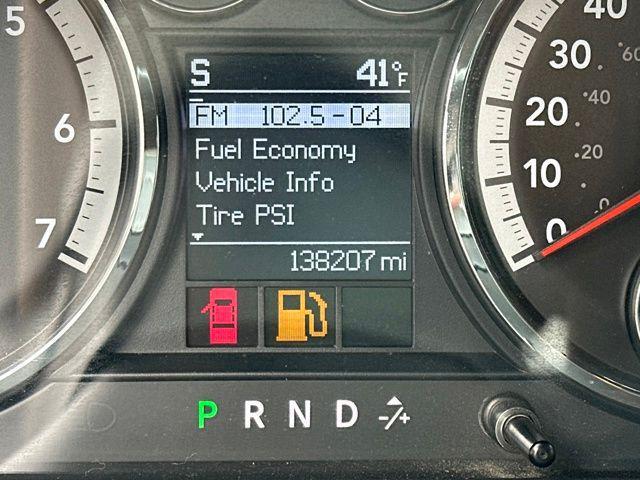 5
6
7
S 41°F
FM 102.5-04
Fuel Economy
Vehicle Info
Tire PSI
138207 mi
P R N D -/+
40
30
20
10
0
60
40
20
0